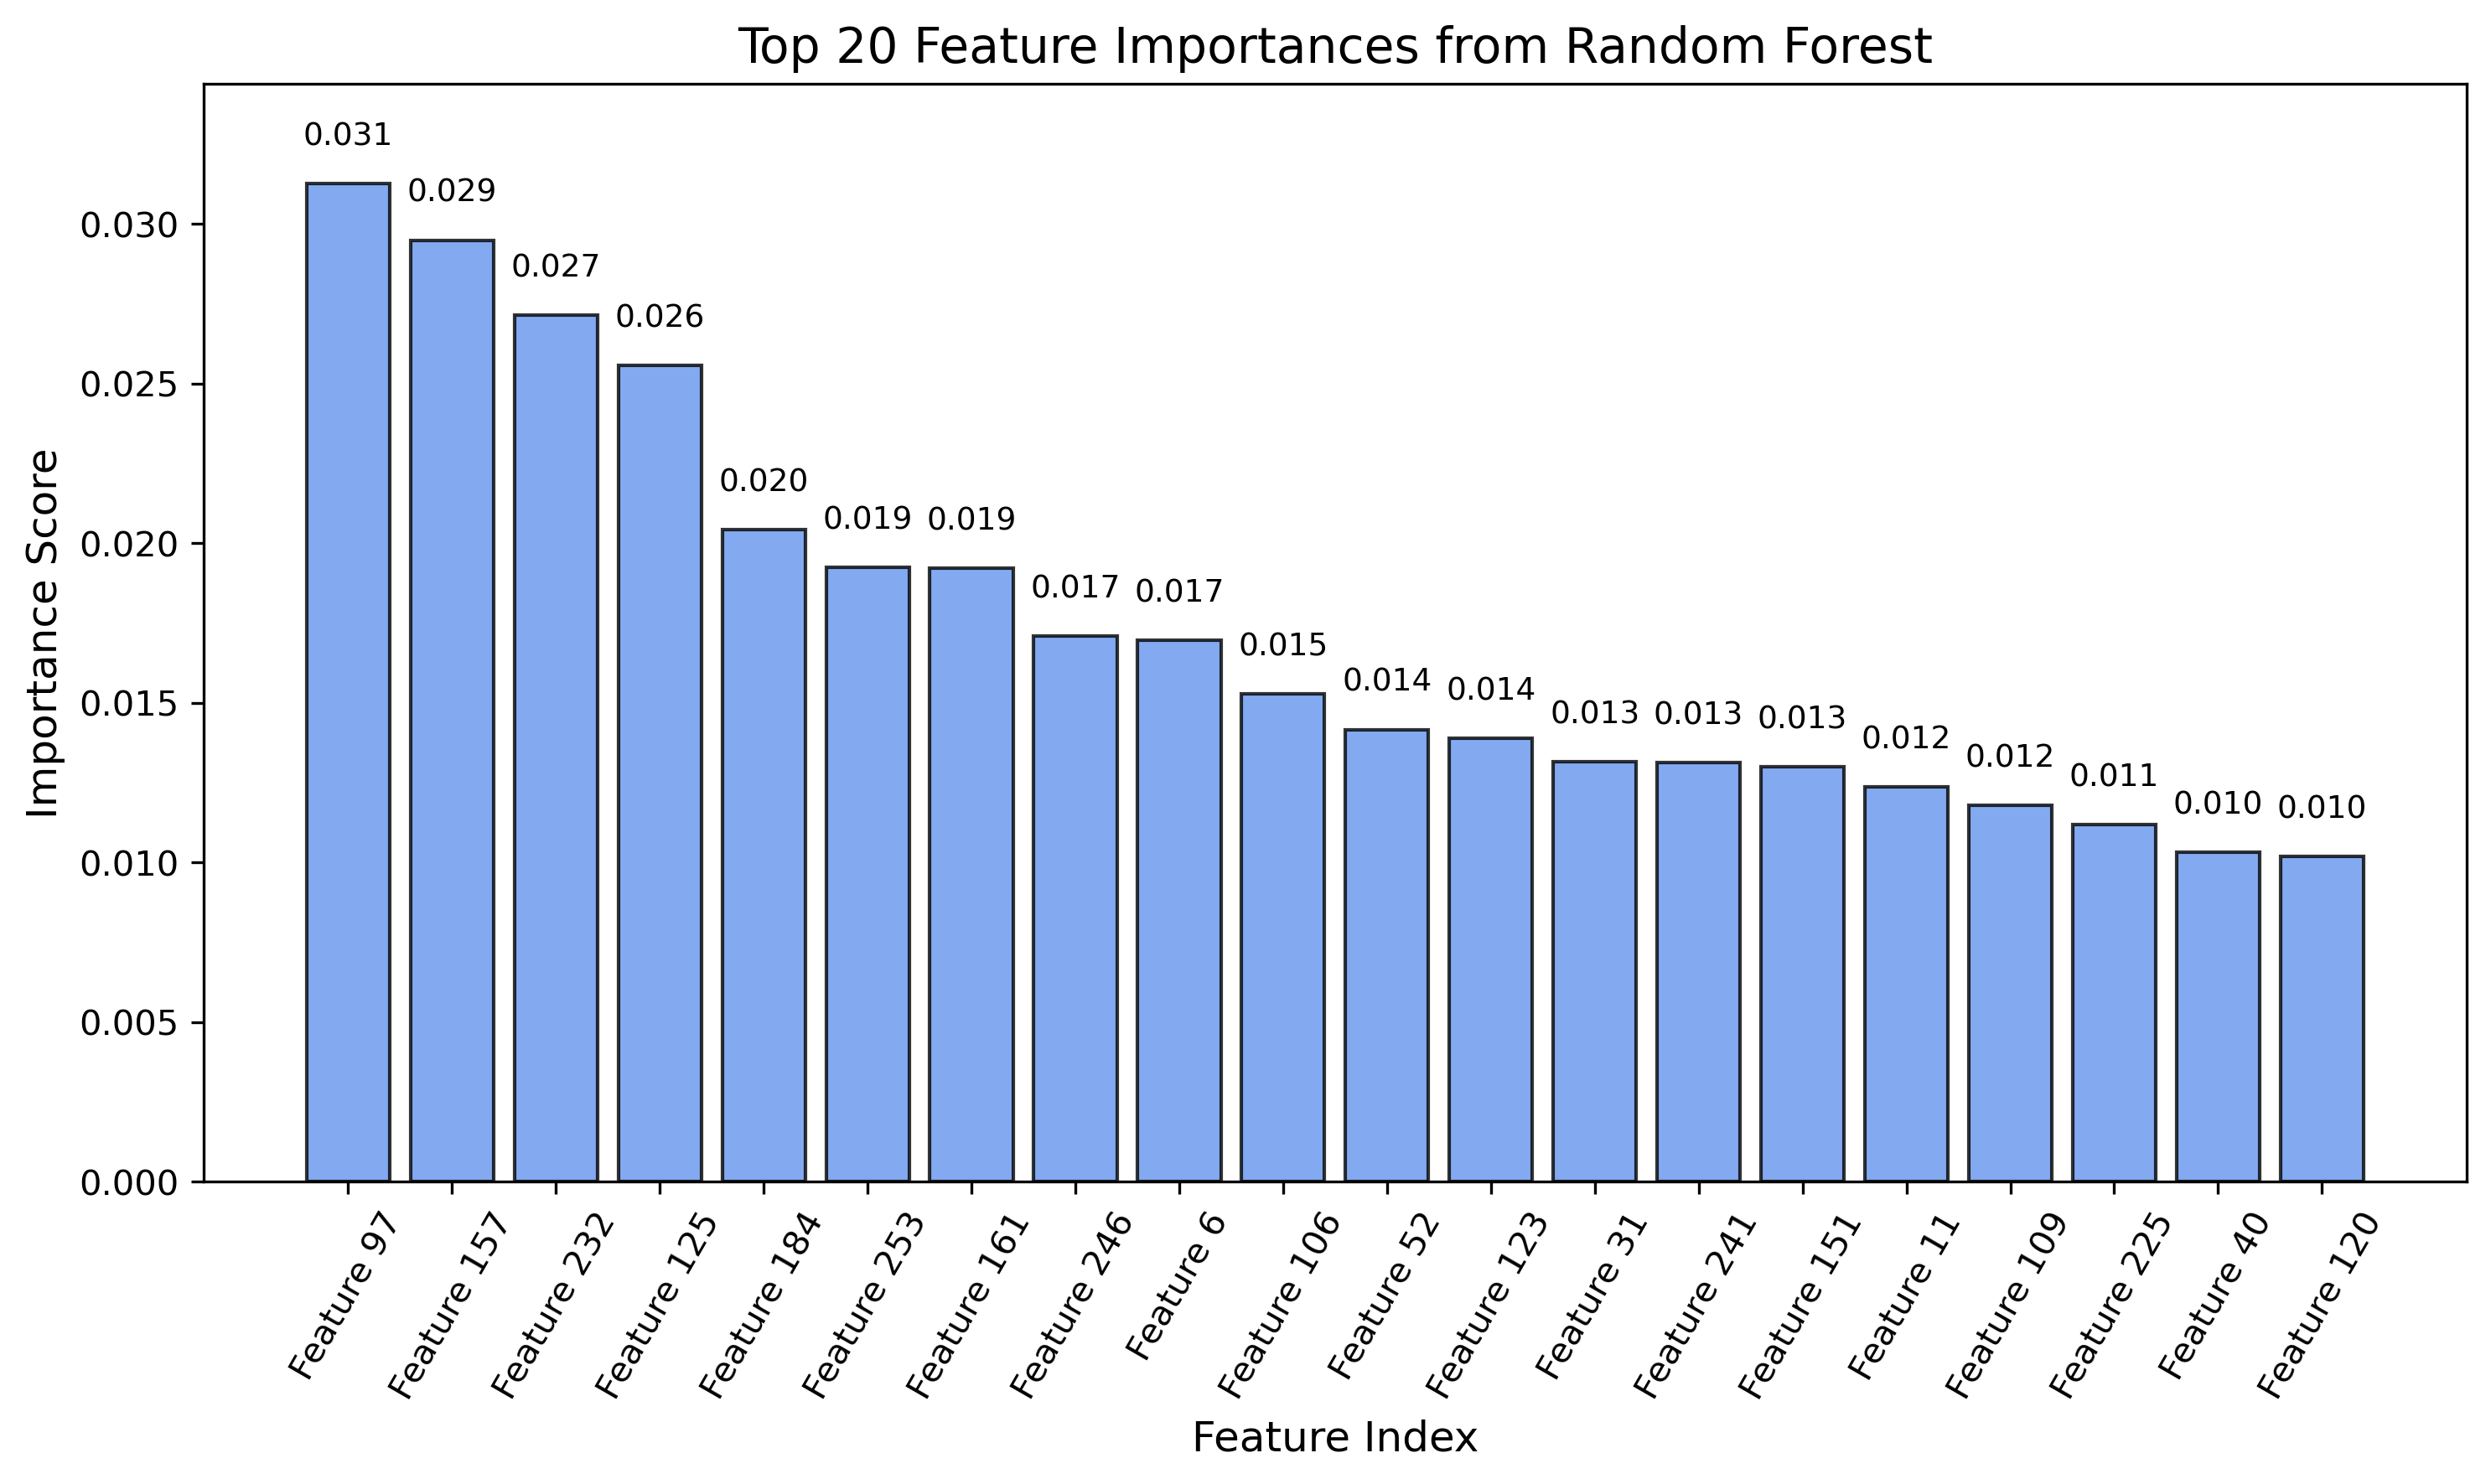 Top 20 Feature Importances from Random Forest
Importance Score
0.030
0.025
0.020
0.015
0.010
0.005
0.000
0.031
0.029
0.027
0.026
0.020
0.019
0.019
0.017
0.017
0.015
0.014
0.014
0.013
0.013
0.013
0.012
0.012
0.011
0.010
0.010
Feature 97
Feature 157
Feature 232
Feature 125
Feature 184
Feature 253
Feature 161
Feature 246
Feature 6
Feature 106
Feature 52
Feature 123
Feature 31
Feature 241
Feature 151
Feature 11
Feature 109
Feature 225
Feature 40
Feature 120
Feature Index